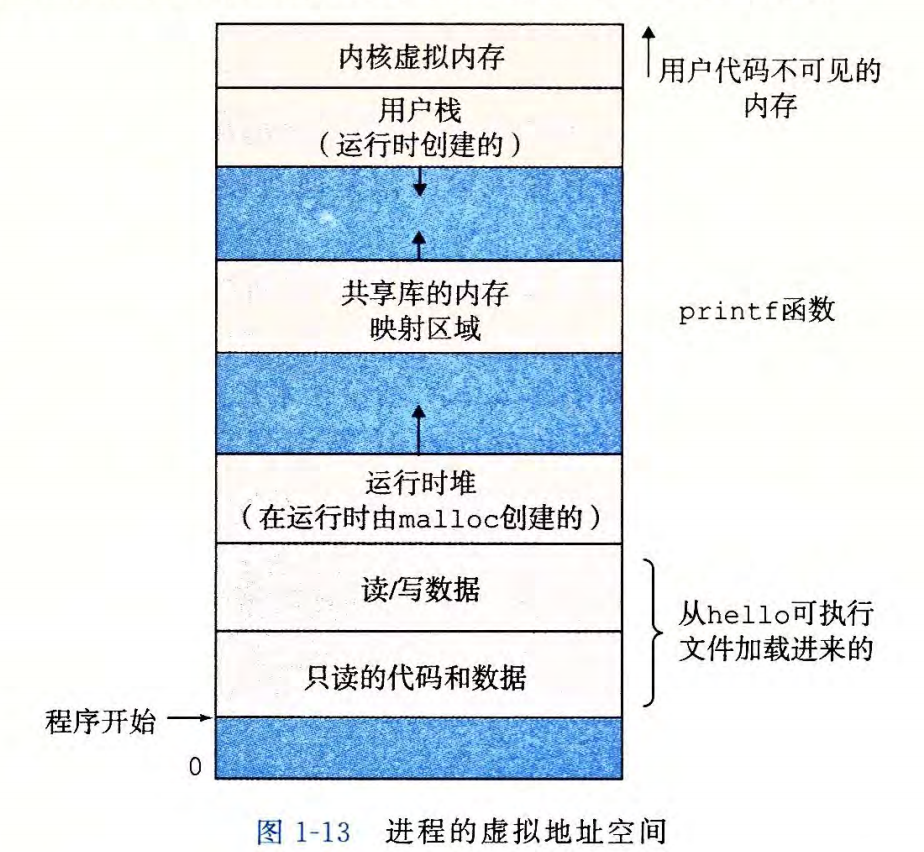 内核虚拟内存
用户代码不可见的
内存
用户栈
（运行时创建的）
共享库的内存
映射区域
printf函数
运行时堆
（在运行时由malloc创建的）
读/写数据
从hello可执行
文件加载进来的
只读的代码和数据
程序开始
0
图 1-13 进程的虚拟地址空间